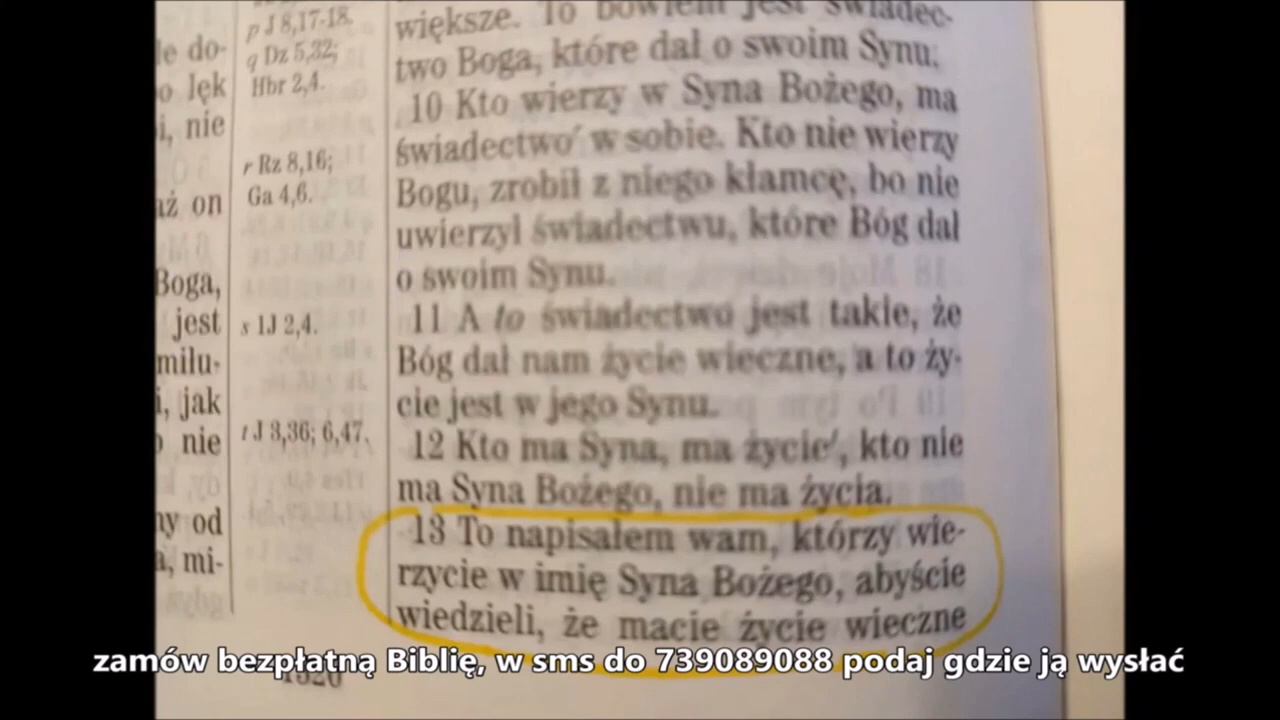 le do-
o lęk
i, nie
aż on
Boga,
jest
miłu-
i, jak
nie
ny od
a, mi-
p J 8,17-18.
q Dz 5,32;
Hbr 2,4.
r Rz 8,16;
Ga 4,6.
s 1J 2,4.
t J 3,36; 6,47.
większe. To bowiem jest świadec-
two Boga, które dał o swoim Synu.
10 Kto wierzy w Syna Bożego, ma
świadectwoʳ w sobie. Kto nie wierzy
Bogu, zrobił z niego kłamcę, bo nie
uwierzył świadectwu, które Bóg dał
o swoim Synu.
11 A to świadectwo jest takie, że
Bóg dał nam życie wieczne, a to ży-
cie jest w jego Synu.
12 Kto ma Syna, ma życieᵗ, kto nie
ma Syna Bożego, nie ma życia.
13 To napisałem wam, którzy wie-
rzycie w imię Syna Bożego, abyście
wiedzieli, że macie życie wieczne
zamów bezpłatną Biblię, w sms do 739089088 podaj gdzie ją wysłać